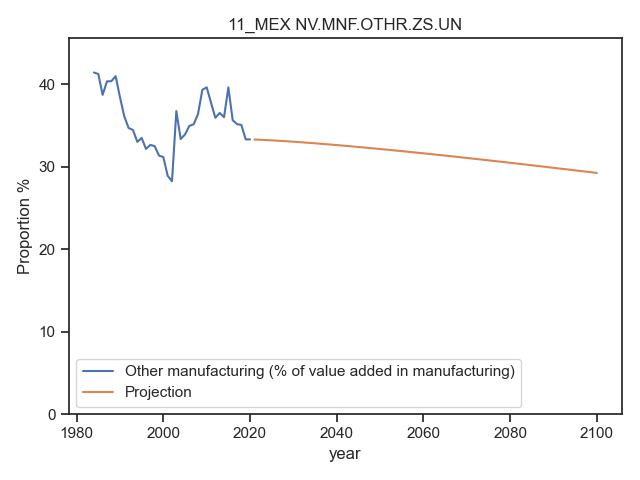 11_MEX NV.MNF.OTHR.ZS.UN
Proportion %
40
30
20
10
0
Other manufacturing (% of value added in manufacturing)
Projection
1980 2000 2020 2040 2060 2080 2100
year